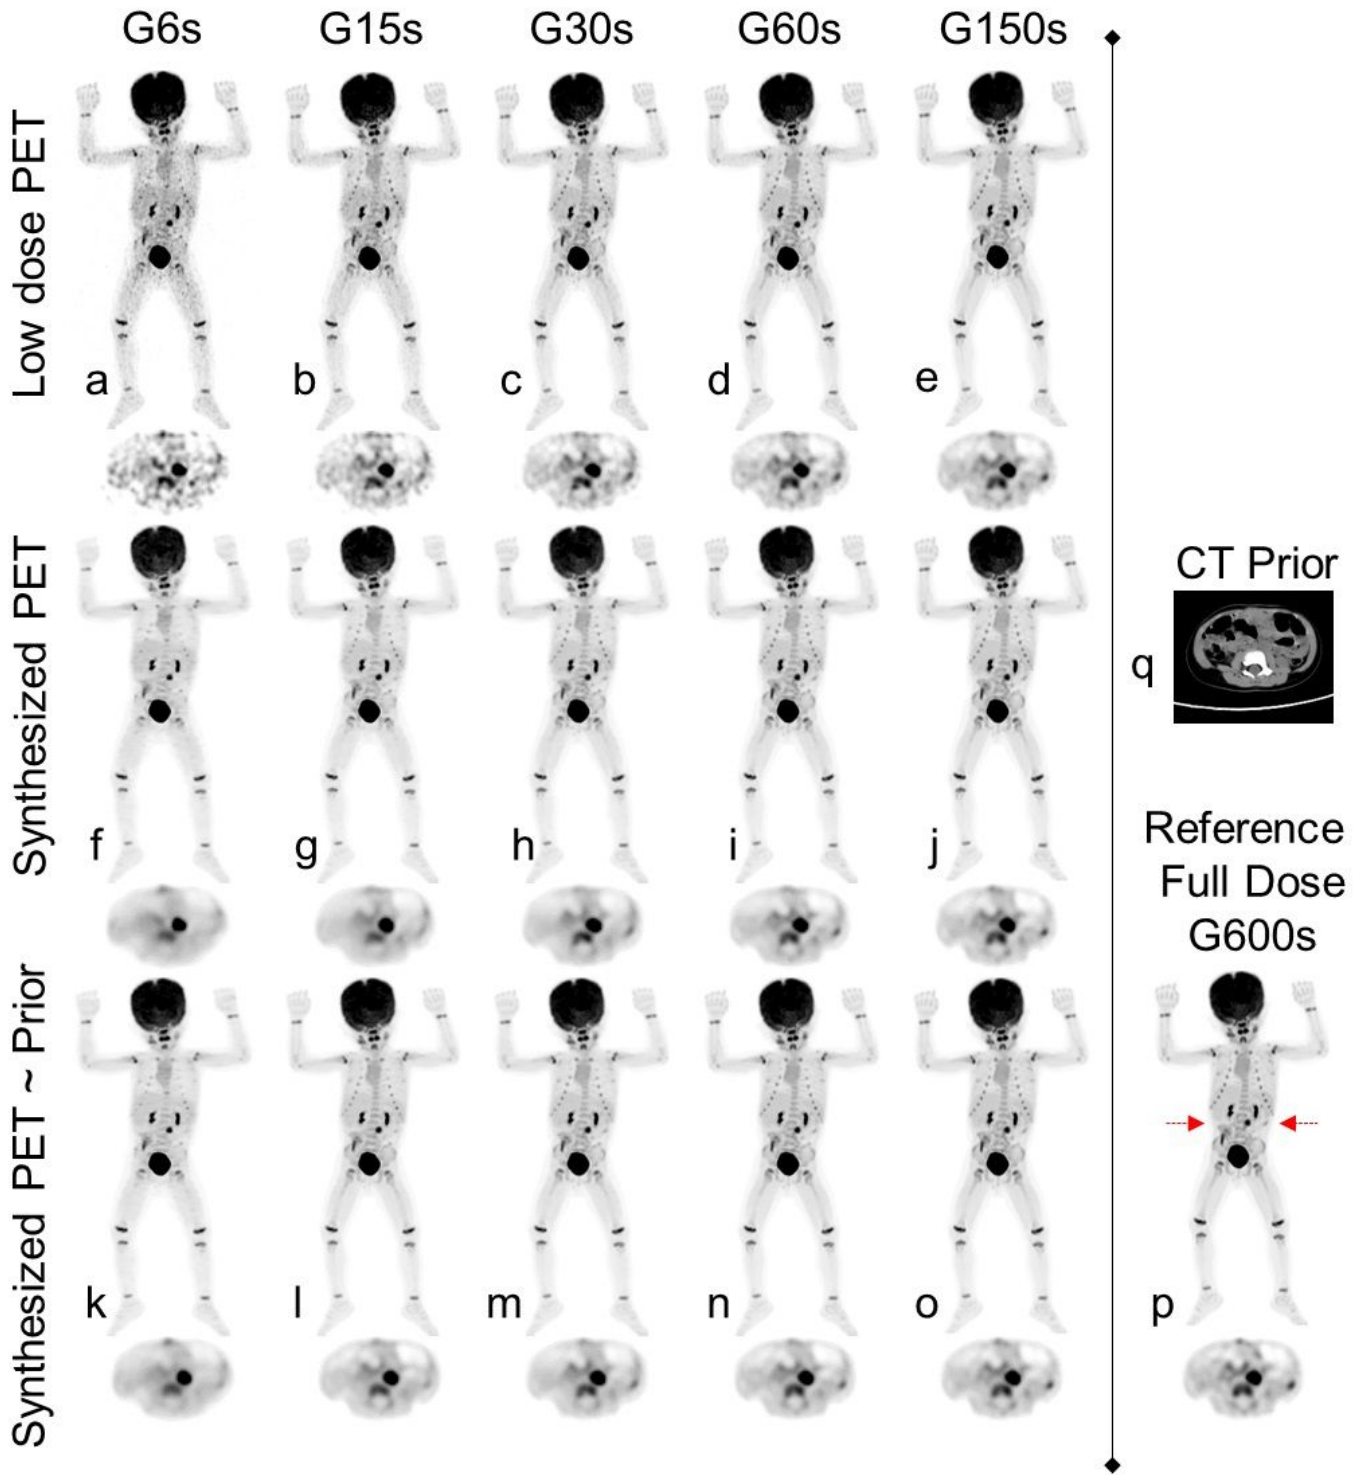 G6s G15s G30s G60s G150s
Low dose PET
a b c d e
Synthesized PET
f g h i j
Synthesized PET ~ Prior
k l m n o
CT Prior
q
Reference
Full Dose
G600s
p